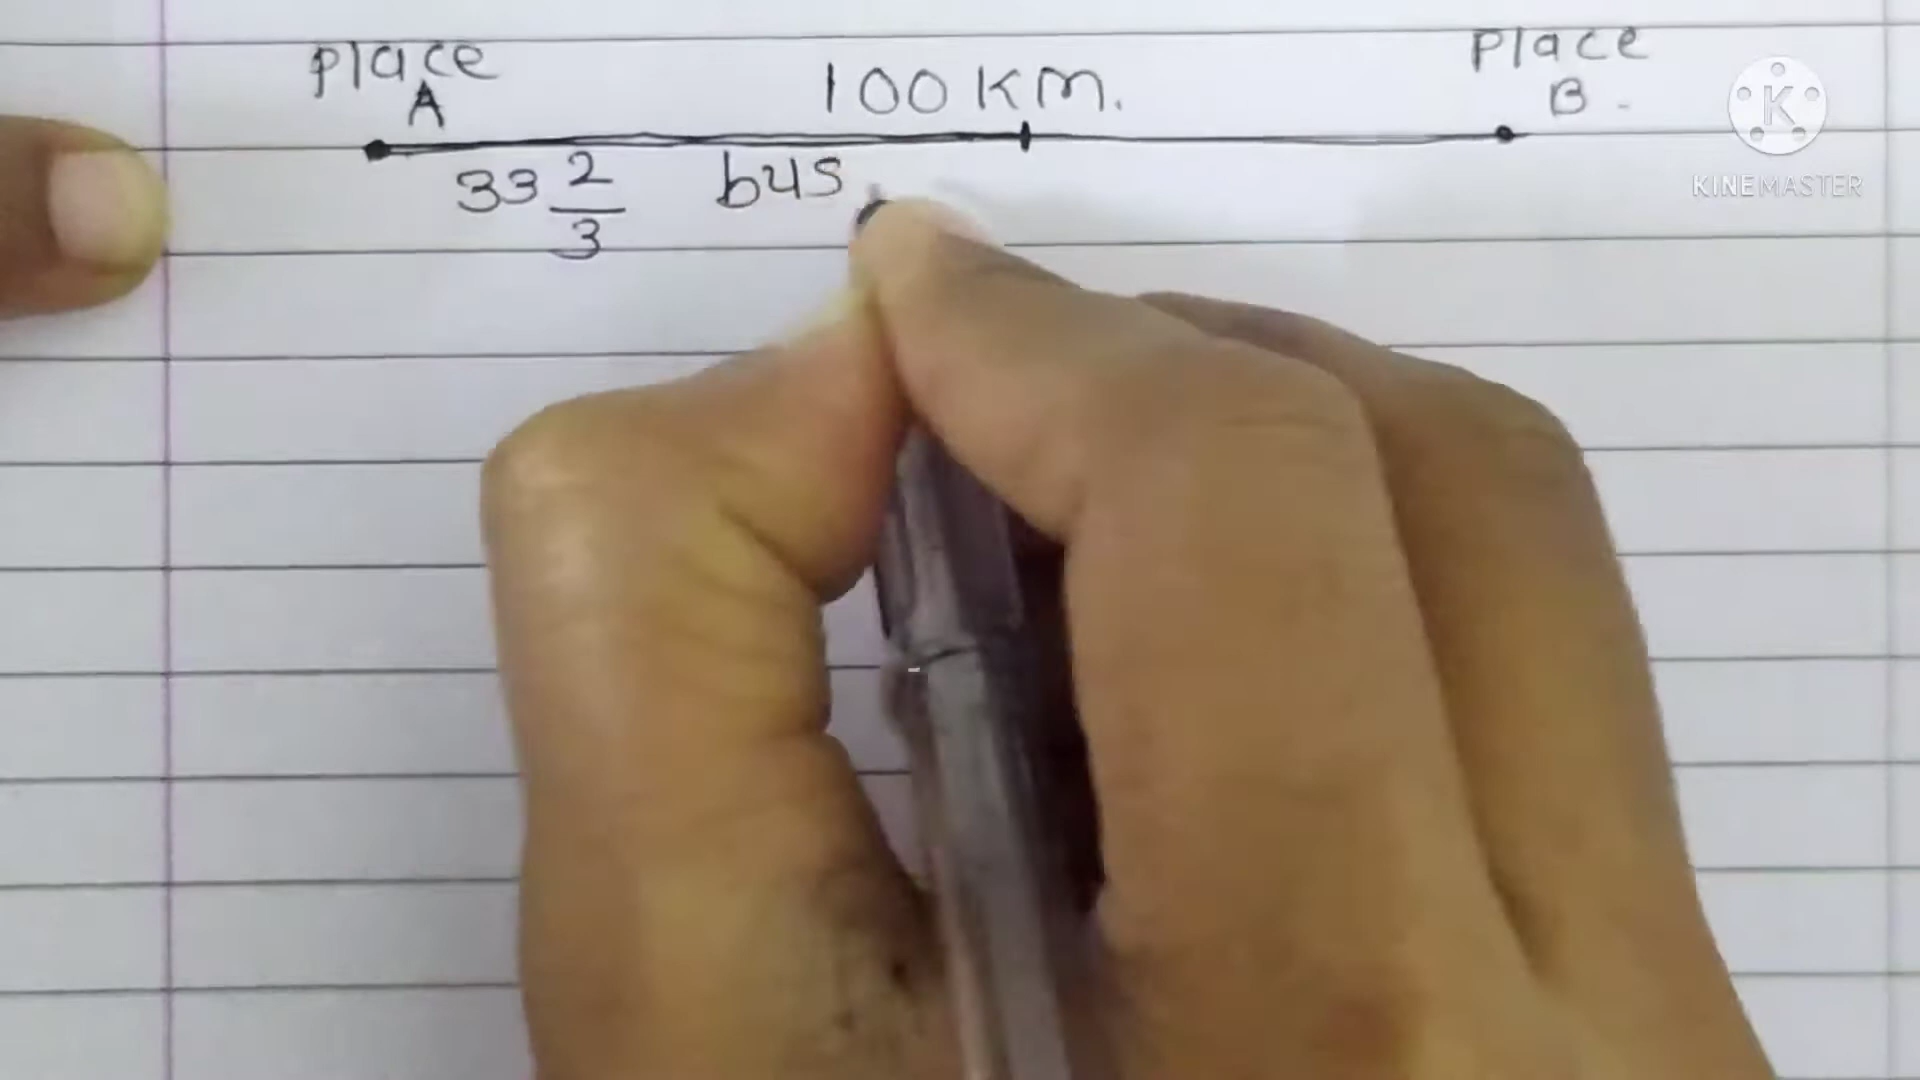 Place 100 KM. Place
A B.
33 2/3 bus
K
KINEMASTER